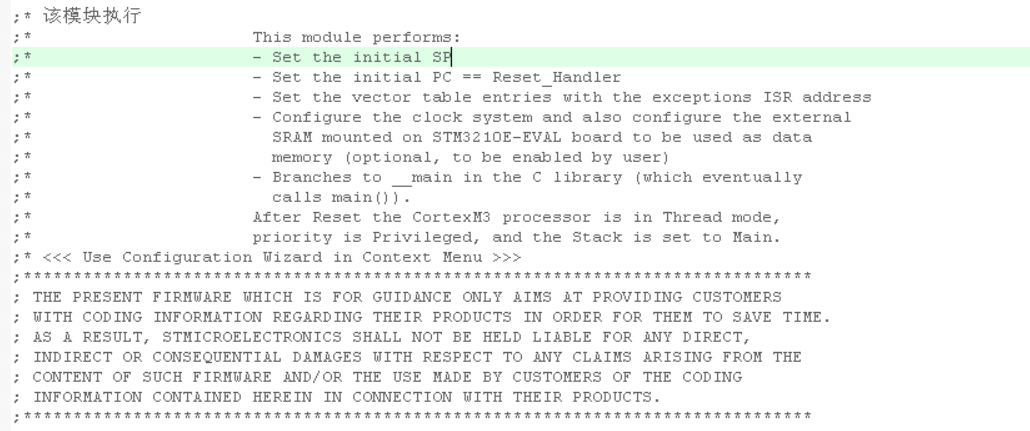 ;* 该模块执行
;* This module performs:
;* - Set the initial SP
;* - Set the initial PC == Reset_Handler
;* - Set the vector table entries with the exceptions ISR address
;* - Configure the clock system and also configure the external
;* SRAM mounted on STM3210E-EVAL board to be used as data
;* memory (optional, to be enabled by user)
;* - Branches to __main in the C library (which eventually
;* calls main()).
;* After Reset the CortexM3 processor is in Thread mode,
;* priority is Privileged, and the Stack is set to Main.
;* <<< Use Configuration Wizard in Context Menu >>>
;*******************************************************************************
; THE PRESENT FIRMWARE WHICH IS FOR GUIDANCE ONLY AIMS AT PROVIDING CUSTOMERS
; WITH CODING INFORMATION REGARDING THEIR PRODUCTS IN ORDER FOR THEM TO SAVE TIME.
; AS A RESULT, STMICROELECTRONICS SHALL NOT BE HELD LIABLE FOR ANY DIRECT,
; INDIRECT OR CONSEQUENTIAL DAMAGES WITH RESPECT TO ANY CLAIMS ARISING FROM THE
; CONTENT OF SUCH FIRMWARE AND/OR THE USE MADE BY CUSTOMERS OF THE CODING
; INFORMATION CONTAINED HEREIN IN CONNECTION WITH THEIR PRODUCTS.
;*******************************************************************************